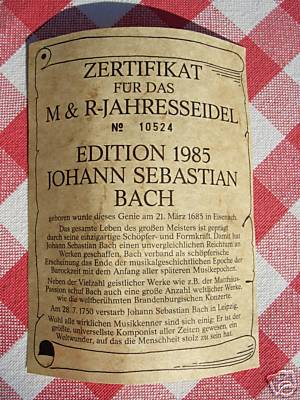 ZERTIFIKAT
FÜR DAS
M & R-JAHRESSEIDEL
№ 10524
EDITION 1985
JOHANN SEBASTIAN
BACH
geboren wurde dieses Genie am 21. März 1685 in Eisenach.
Das gesamte Leben des großen Meisters ist geprägt
durch seine einzigartige Schöpfer- und Formkraft. Damit hat
Johann Sebastian Bach einen unvergleichlichen Reichtum an
Werken geschaffen. Bach verband als schöpferische
Erscheinung das Ende der musikalgeschichtlichen Epoche der
Barockzeit mit dem Anfang aller späteren Musikepochen.
Neben der Vielzahl geistlicher Werke wie z.B. der Matthäus-
Passion schuf Bach auch eine große Anzahl weltlicher Werke,
wie die weltberühmten Brandenburgischen Konzerte.
Am 28.7.1750 verstarb Johann Sebastian Bach in Leipzig.
Wohl alle wirklichen Musikkenner sind sich einig: Er ist der
größte, universellste Komponist aller Zeiten gewesen, ein
Weltwunder, auf das die Menschheit stolz zu sein hat.